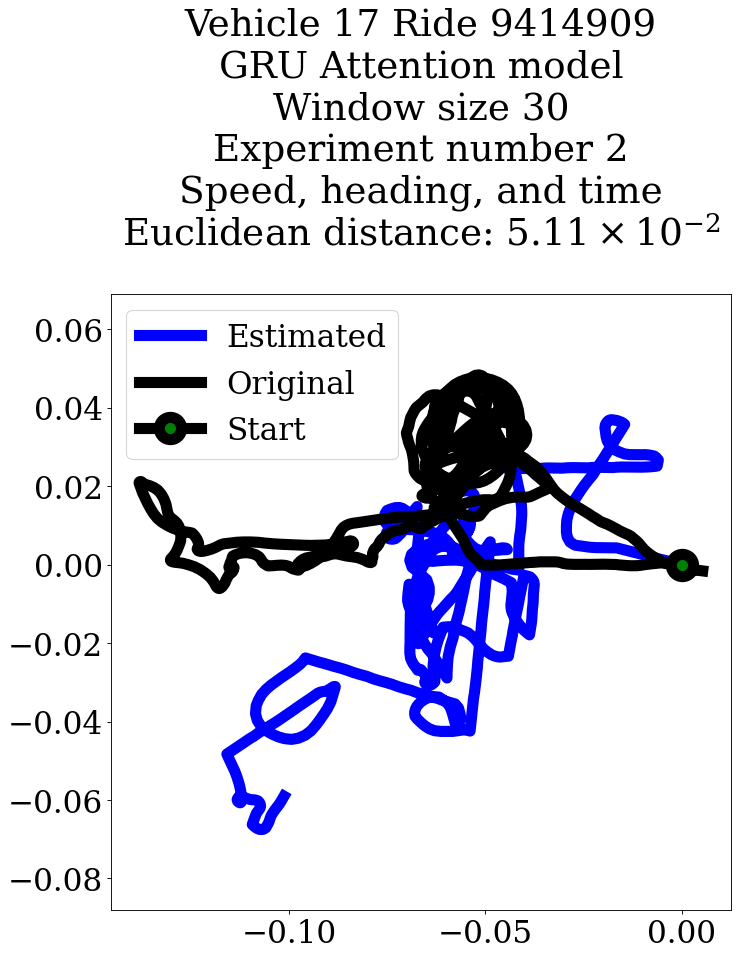 Vehicle 17 Ride 9414909
GRU Attention model
Window size 30
Experiment number 2
Speed, heading, and time
Euclidean distance: 5.11 × 10⁻²
Estimated
Original
Start
0.06
0.04
0.02
0.00
−0.02
−0.04
−0.06
−0.08
−0.10
−0.05
0.00